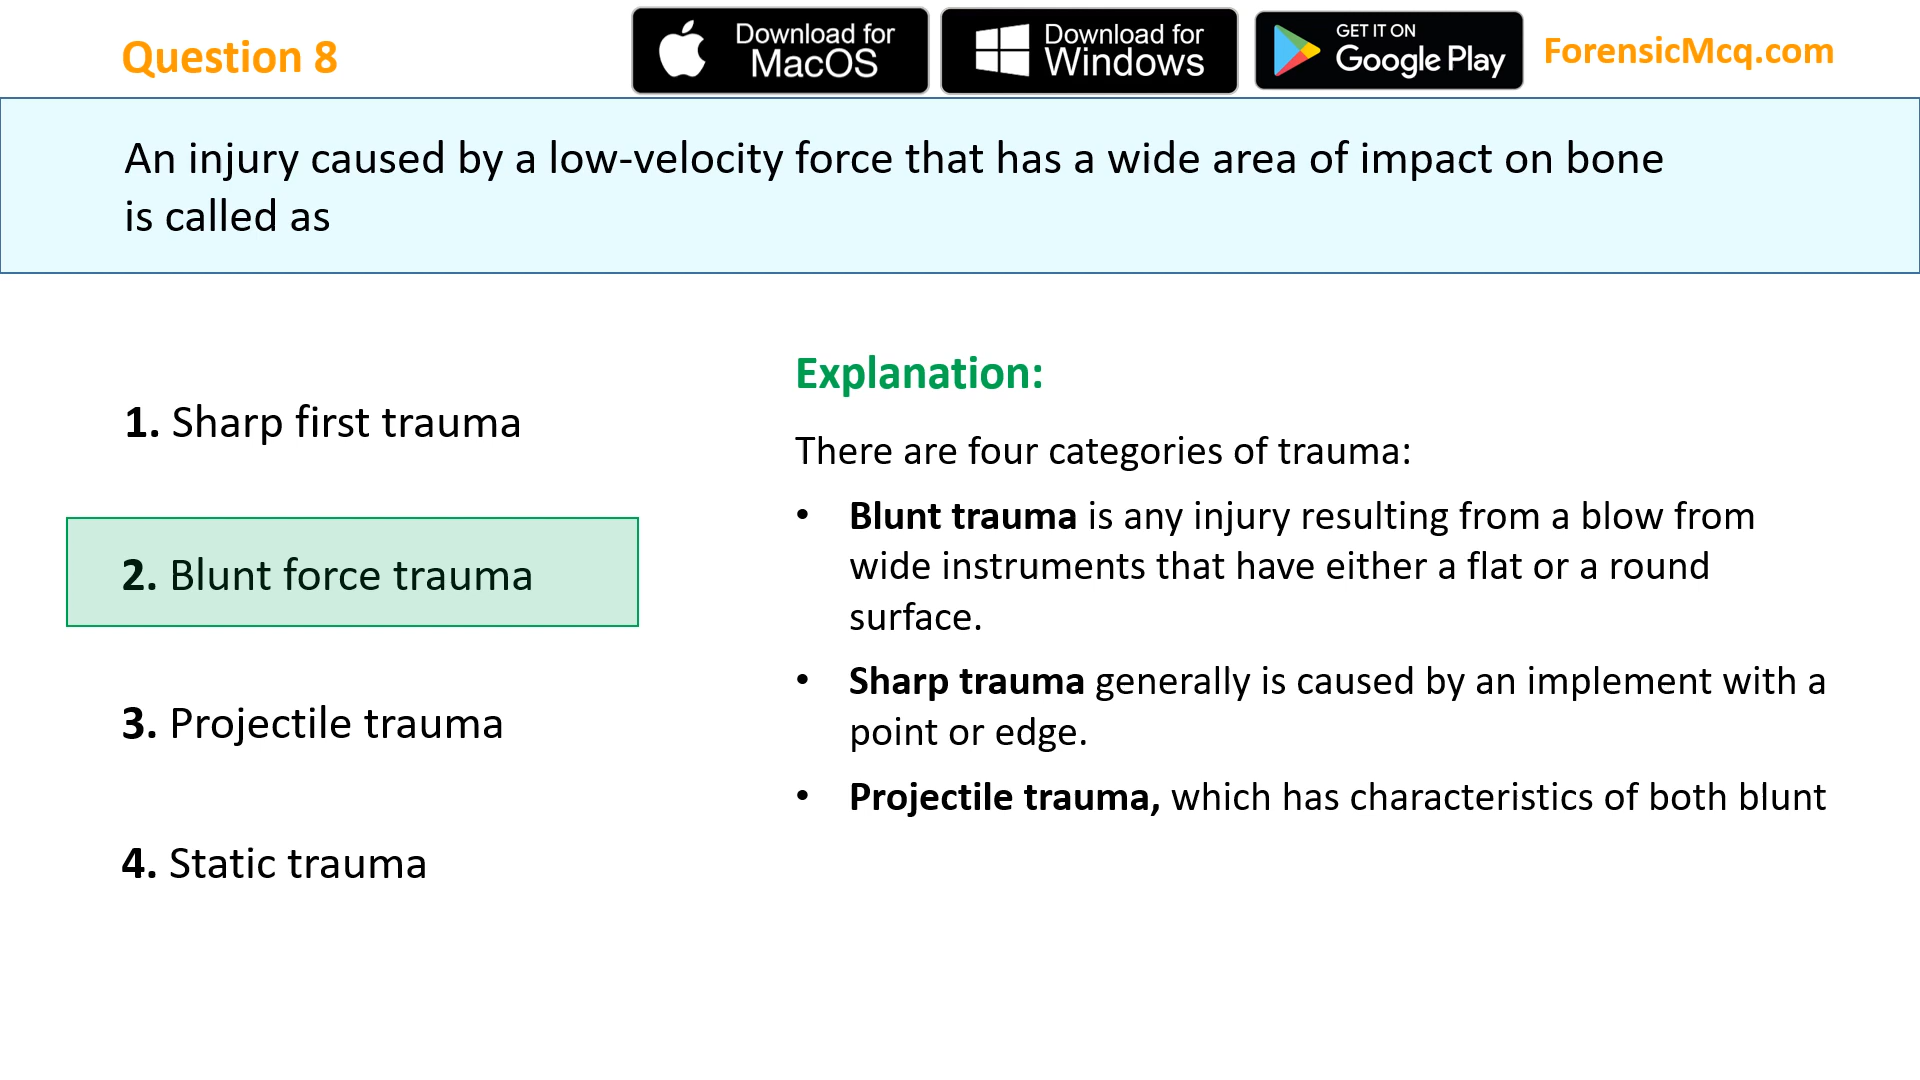 Question 8
Download for
MacOS
Download for
Windows
GET IT ON
Google Play
ForensicMcq.com
An injury caused by a low-velocity force that has a wide area of impact on bone
is called as
1. Sharp first trauma
2. Blunt force trauma
3. Projectile trauma
4. Static trauma
Explanation:
There are four categories of trauma:
• Blunt trauma is any injury resulting from a blow from
wide instruments that have either a flat or a round
surface.
• Sharp trauma generally is caused by an implement with a
point or edge.
• Projectile trauma, which has characteristics of both blunt